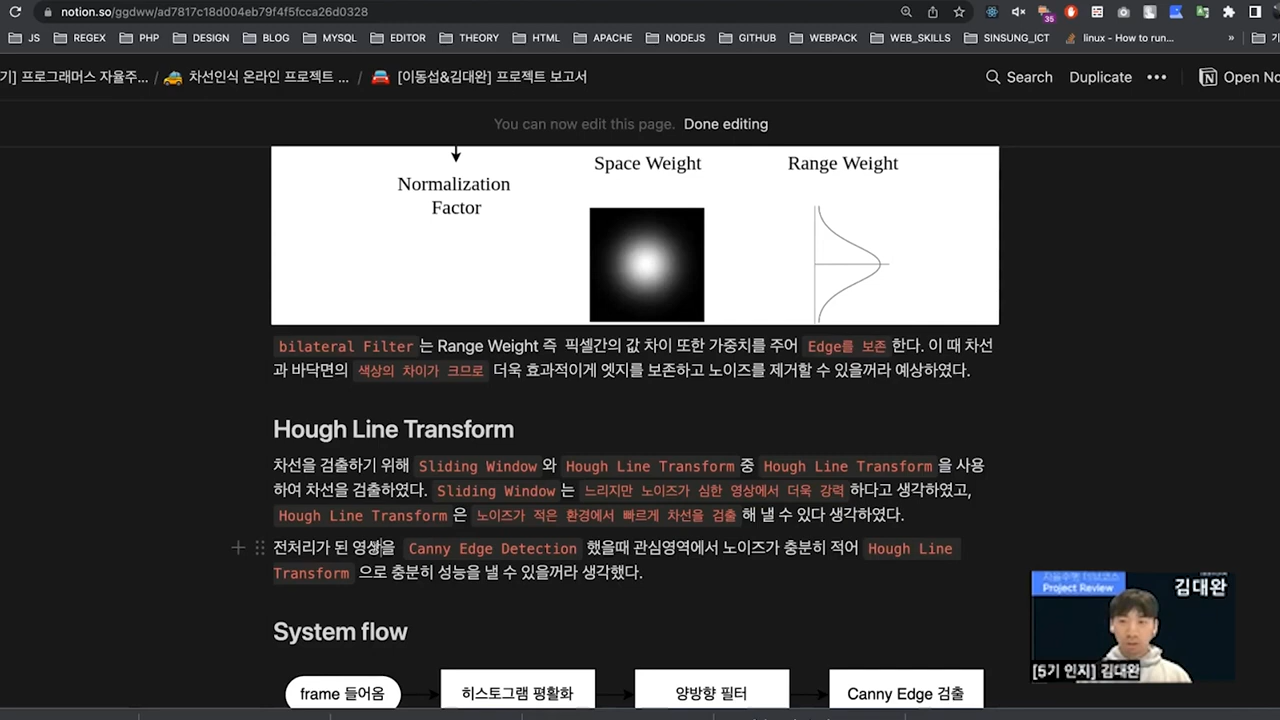 notion.so/ggdww/ad7817c18d004eb79f4f5fcca26d0328
35
JS REGEX PHP DESIGN BLOG MYSQL EDITOR THEORY HTML APACHE NODEJS GITHUB WEBPACK WEB_SKILLS SINSUNG_ICT linux - How to run... »
기] 프로그래머스 자율주... / 차선인식 온라인 프로젝트 ... / [이동섭&김대완] 프로젝트 보고서 Search Duplicate ••• Open No
You can now edit this page. Done editing
Space Weight Range Weight
Normalization
Factor
bilateral Filter 는 Range Weight 즉 픽셀간의 값 차이 또한 가중치를 주어 Edge를 보존 한다. 이 때 차선
과 바닥면의 색상의 차이가 크므로 더욱 효과적이게 엣지를 보존하고 노이즈를 제거할 수 있을꺼라 예상하였다.
Hough Line Transform
차선을 검출하기 위해 Sliding Window 와 Hough Line Transform 중 Hough Line Transform 을 사용
하여 차선을 검출하였다. Sliding Window 는 느리지만 노이즈가 심한 영상에서 더욱 강력 하다고 생각하였고,
Hough Line Transform 은 노이즈가 적은 환경에서 빠르게 차선을 검출 해 낼 수 있다 생각하였다.
전처리가 된 영상을 Canny Edge Detection 했을때 관심영역에서 노이즈가 충분히 적어 Hough Line
Transform 으로 충분히 성능을 낼 수 있을꺼라 생각했다.
System flow
frame 들어옴 히스토그램 평활화 양방향 필터 Canny Edge 검출
자율주행 데브코스
Project Review
김대완
[5기 인지] 김대완